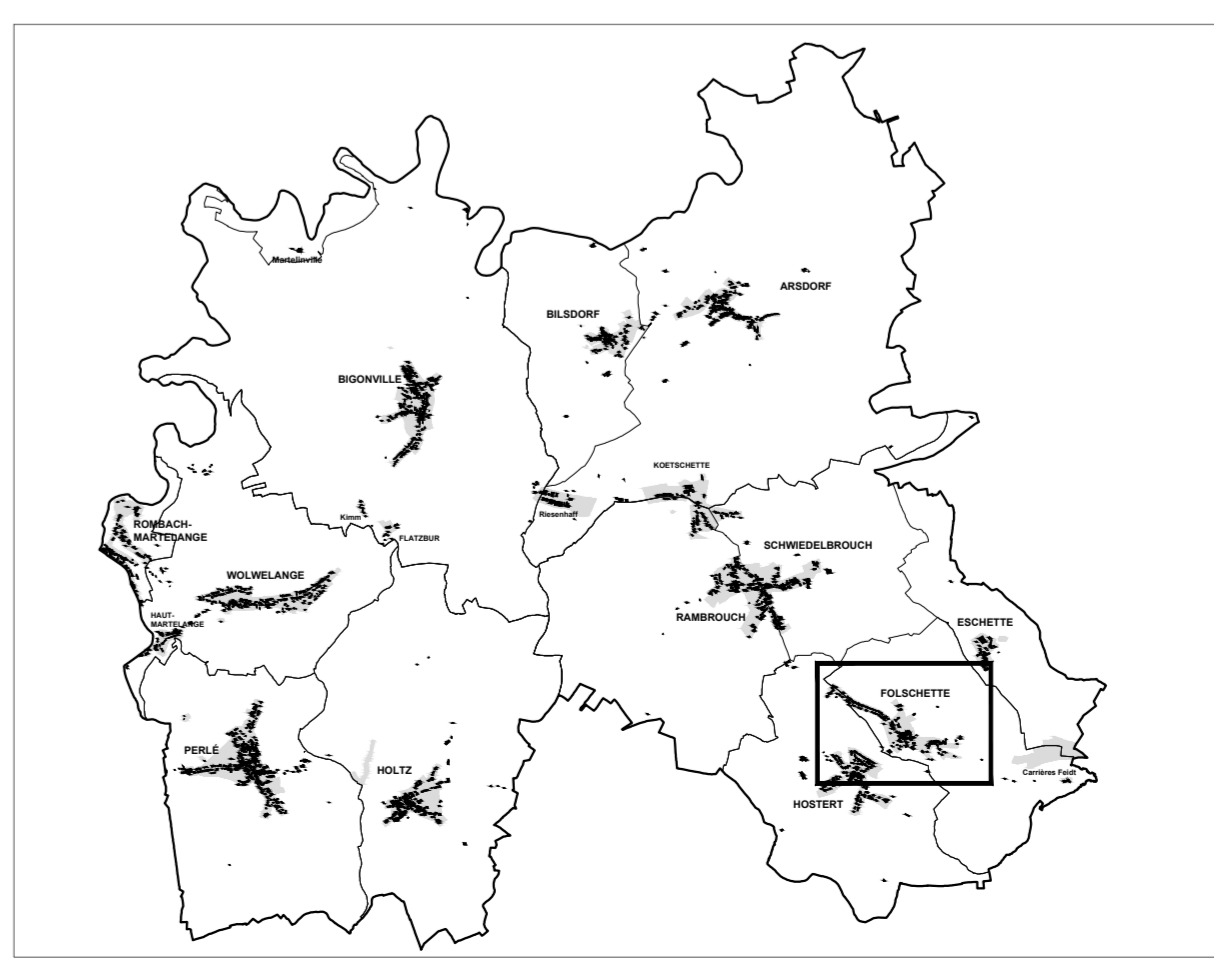 Martelinville
ARSDORF
BILSDORF
BIGONVILLE
KOETSCHETTE
Riesenhaff
Kimm
ROMBACH-
MARTELANGE
FLATZBUR
SCHWIEDELBROUCH
WOLWELANGE
HAUT-
MARTELANGE
RAMBROUCH
ESCHETTE
FOLSCHETTE
PERLÉ
HOLTZ
Carrières Feidt
HOSTERT